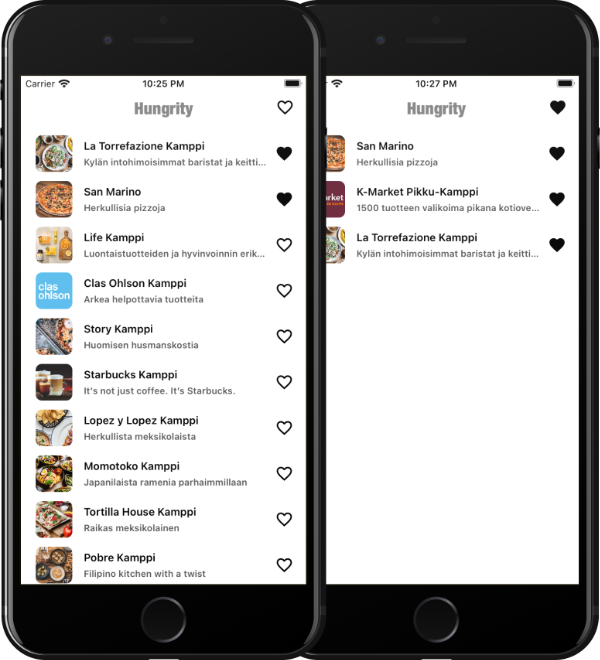 Carrier 10:25 PM
Hungrity
La Torrefazione Kamppi
Kylän intohimoisimmat baristat ja keitti...
San Marino
Herkullisia pizzoja
Life Kamppi
Luontaistuotteiden ja hyvinvoinnin erik...
clas
ohlson
Clas Ohlson Kamppi
Arkea helpottavia tuotteita
Story Kamppi
Huomisen husmanskostia
Starbucks Kamppi
It's not just coffee. It's Starbucks.
Lopez y Lopez Kamppi
Herkullista meksikolaista
Momotoko Kamppi
Japanilaista ramenia parhaimmillaan
Tortilla House Kamppi
Raikas meksikolainen
Pobre Kamppi
Filipino kitchen with a twist
10:27 PM
Hungrity
San Marino
Herkullisia pizzoja
rket
K-Market Pikku-Kamppi
1500 tuotteen valikoima pikana kotiove...
La Torrefazione Kamppi
Kylän intohimoisimmat baristat ja keitti...